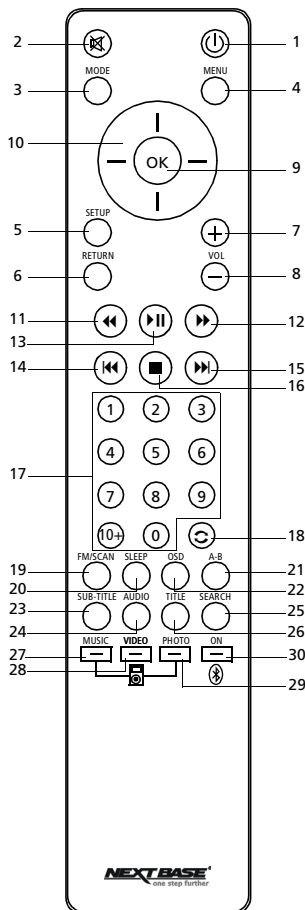 2
1
MODE
MENU
3
4
10
OK
9
SETUP
5
7
RETURN
VOL
6
8
11
12
13
14
15
16
1 2 3
4 5 6
17
7 8 9
10+ 0
18
FM/SCAN SLEEP OSD A-B
19
21
20
22
SUB-TITLE AUDIO TITLE SEARCH
23
25
24
26
MUSIC VIDEO PHOTO ON
27
30
28
29
NEXTBASE
one step further